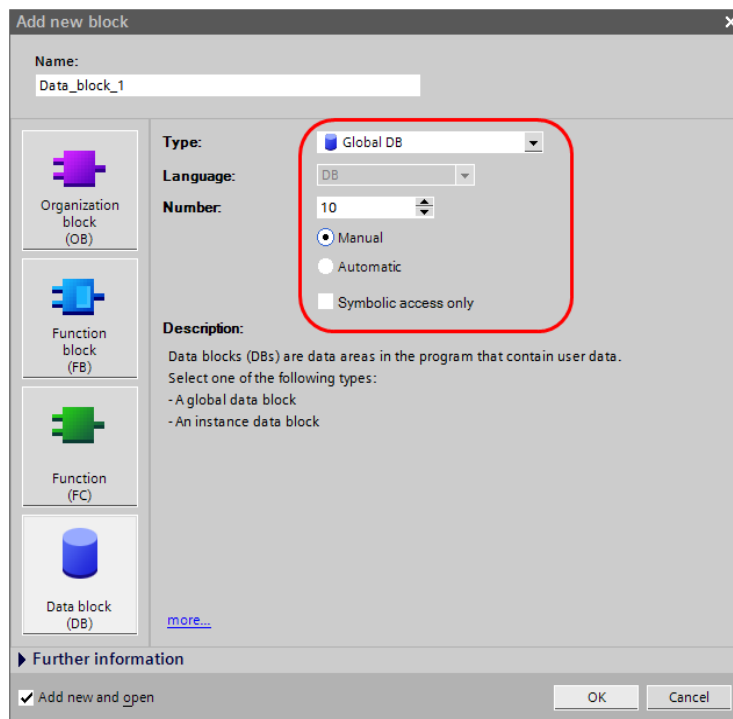 Add new block
Name:
Data_block_1
Organization
block
(OB)
Function
block
(FB)
Function
(FC)
Data block
(DB)
Type:
Global DB
Language:
DB
Number:
10
Manual
Automatic
Symbolic access only
Description:
Data blocks (DBs) are data areas in the program that contain user data.
Select one of the following types:
- A global data block
- An instance data block
more...
Further information
Add new and open
OK
Cancel